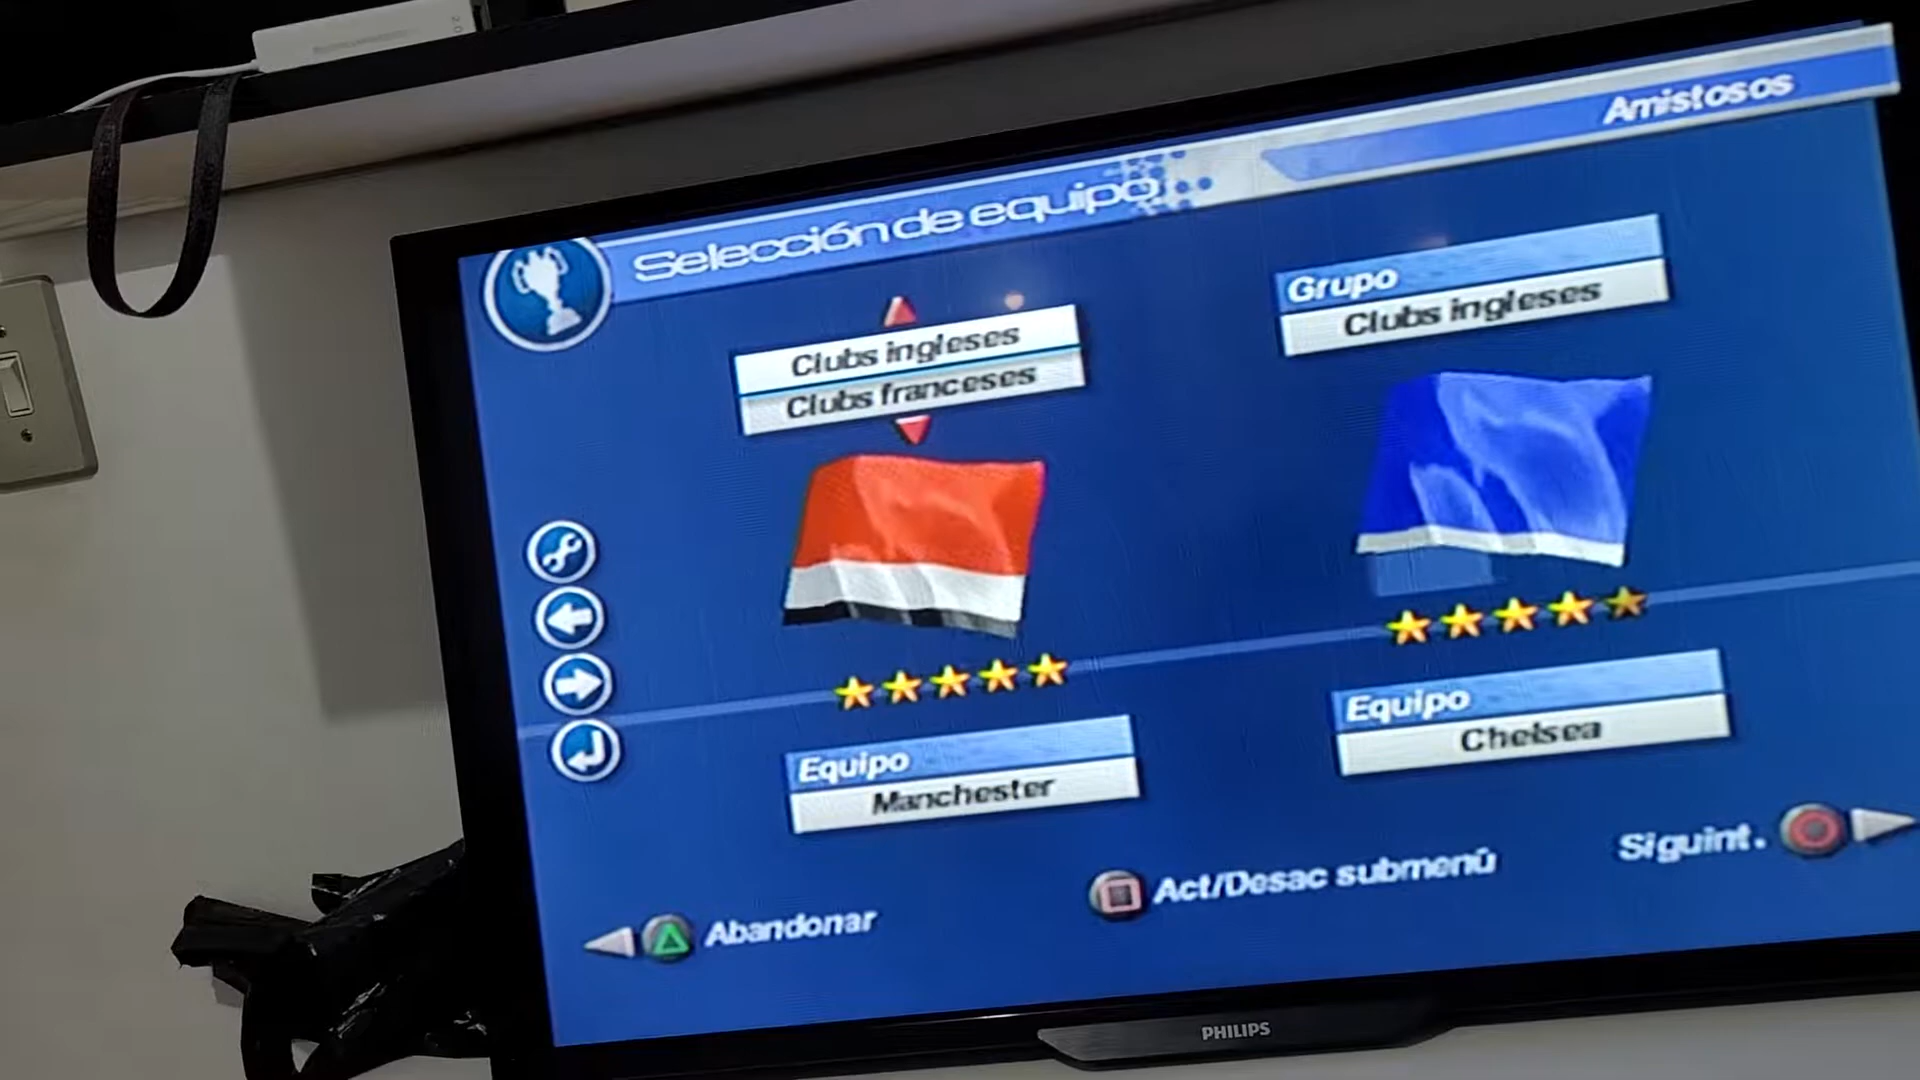 Amistosos
Selección de equipo
Grupo
Clubs ingleses
Clubs ingleses
Clubs franceses
Equipo
Chelsea
Equipo
Manchester
Siguint.
Act/Desac submenú
Abandonar
PHILIPS